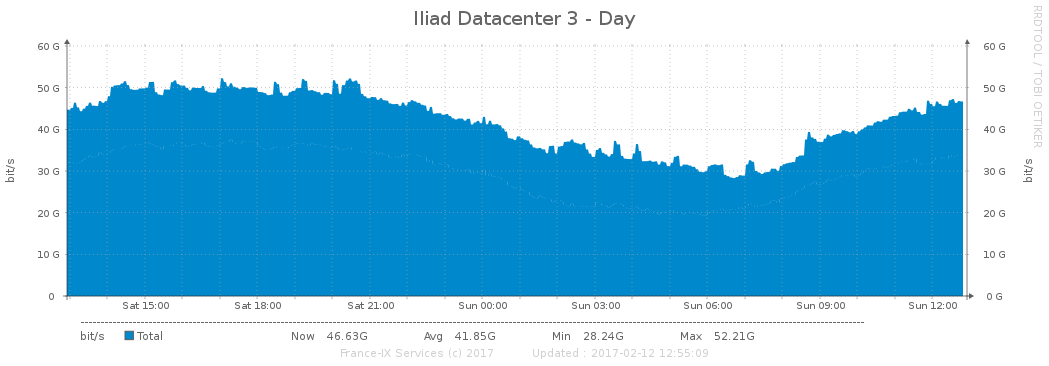 Iliad Datacenter 3 - Day
RRDTOOL / TOBI OETIKER
60 G 60 G
50 G 50 G
40 G 40 G
30 G 30 G
20 G 20 G
10 G 10 G
0 0 G
bit/s bit/s
Sat 15:00 Sat 18:00 Sat 21:00 Sun 00:00 Sun 03:00 Sun 06:00 Sun 09:00 Sun 12:00
bit/s Total Now 46.63G Avg 41.85G Min 28.24G Max 52.21G
France-IX Services (c) 2017 Updated : 2017-02-12 12:55:09